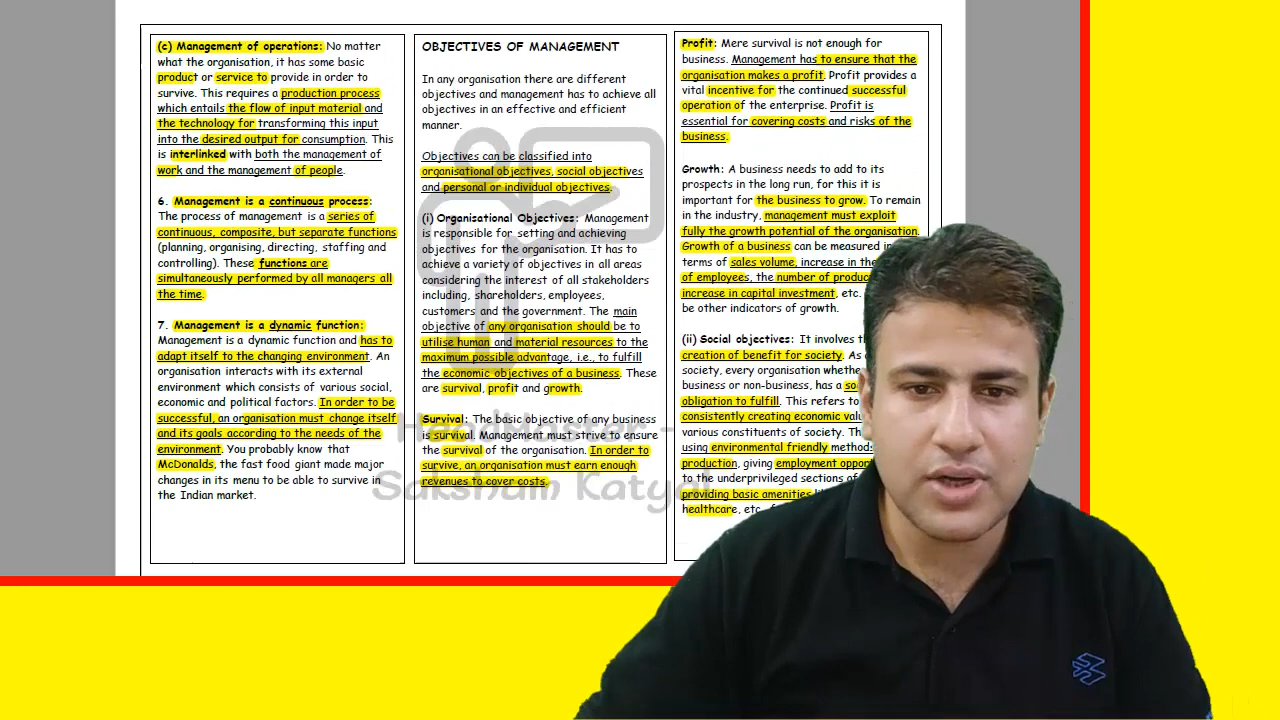 (c) Management of operations: No matter
what the organisation, it has some basic
product or service to provide in order to
survive. This requires a production process
which entails the flow of input material and
the technology for transforming this input
into the desired output for consumption. This
is interlinked with both the management of
work and the management of people.
6. Management is a continuous process:
The process of management is a series of
continuous, composite, but separate functions
(planning, organising, directing, staffing and
controlling). These functions are
simultaneously performed by all managers all
the time.
7. Management is a dynamic function:
Management is a dynamic function and has to
adapt itself to the changing environment. An
organisation interacts with its external
environment which consists of various social,
economic and political factors. In order to be
successful, an organisation must change itself
and its goals according to the needs of the
environment. You probably know that
McDonalds, the fast food giant made major
changes in its menu to be able to survive in
the Indian market.
OBJECTIVES OF MANAGEMENT
In any organisation there are different
objectives and management has to achieve all
objectives in an effective and efficient
manner.
Objectives can be classified into
organisational objectives, social objectives
and personal or individual objectives.
(i) Organisational Objectives: Management
is responsible for setting and achieving
objectives for the organisation. It has to
achieve a variety of objectives in all areas
considering the interest of all stakeholders
including, shareholders, employees,
customers and the government. The main
objective of any organisation should be to
utilise human and material resources to the
maximum possible advantage, i.e., to fulfill
the economic objectives of a business. These
are survival, profit and growth.
Survival: The basic objective of any business
is survival. Management must strive to ensure
the survival of the organisation. In order to
survive, an organisation must earn enough
revenues to cover costs.
Profit: Mere survival is not enough for
business. Management has to ensure that the
organisation makes a profit. Profit provides a
vital incentive for the continued successful
operation of the enterprise. Profit is
essential for covering costs and risks of the
business.
Growth: A business needs to add to its
prospects in the long run, for this it is
important for the business to grow. To remain
in the industry, management must exploit
fully the growth potential of the organisation.
Growth of a business can be measured in
terms of sales volume, increase in the
of employees, the number of
increase in capital investment, etc.
be other indicators of growth.
(ii) Social objectives: It involves
creation of benefit for society. As
society, every organisation
business or non-business, has a
obligation to fulfill. This refers to
consistently creating economic
various constituents of society.
using environmental friendly
production, giving employment
to the underprivileged sections of
providing basic amenities
healthcare, etc.
HeadMaster -
Saksham Katyal